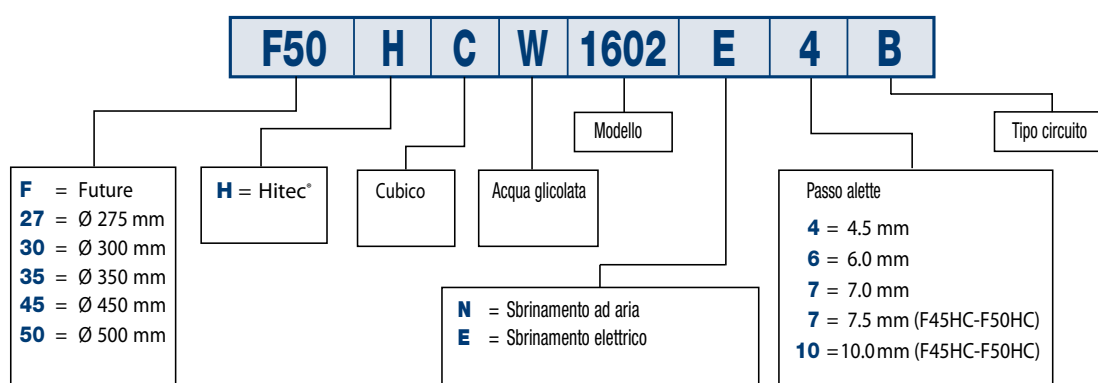 F50 H C W 1602 E 4 B
Modello
Tipo circuito
F = Future
27 = Ø 275 mm
30 = Ø 300 mm
35 = Ø 350 mm
45 = Ø 450 mm
50 = Ø 500 mm
H = Hitec®
Cubico
Acqua glicolata
N = Sbrinamento ad aria
E = Sbrinamento elettrico
Passo alette
4 = 4.5 mm
6 = 6.0 mm
7 = 7.0 mm
7 = 7.5 mm (F45HC-F50HC)
10 =10.0mm (F45HC-F50HC)